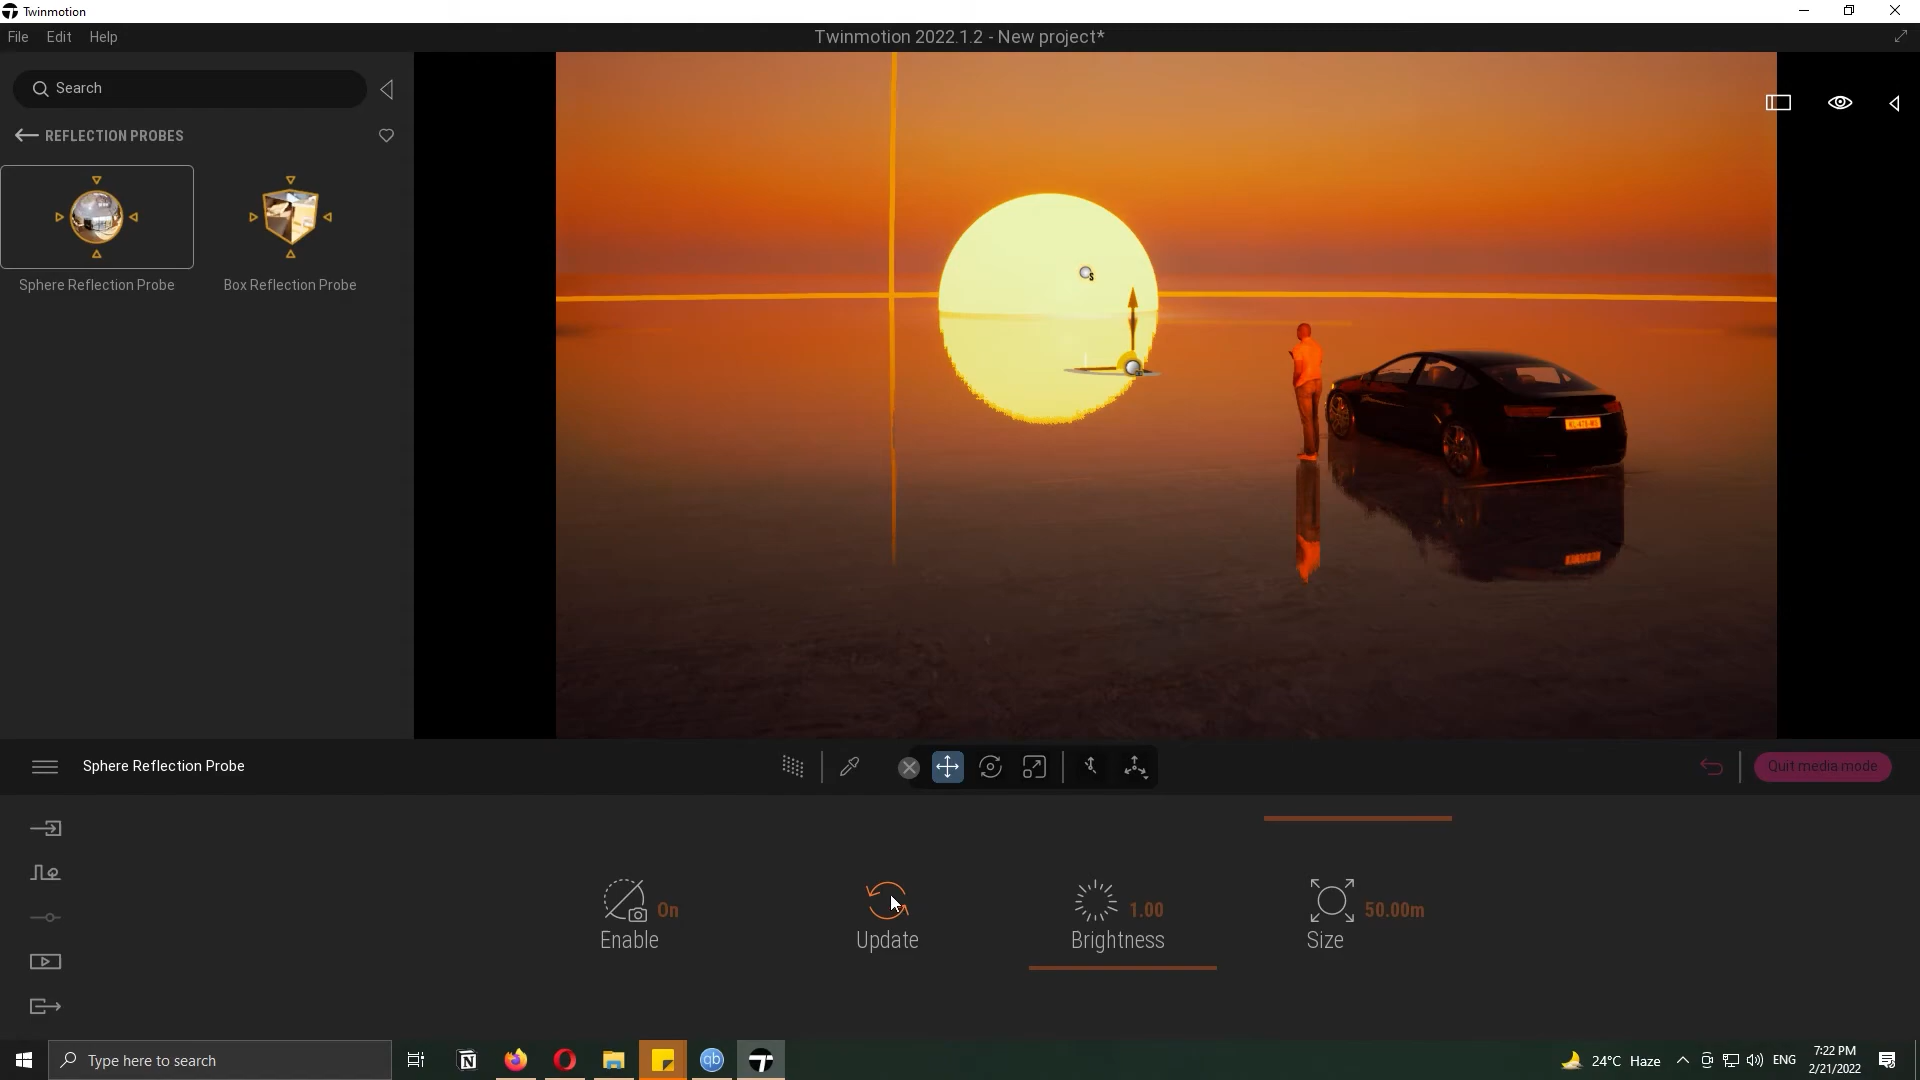 Twinmotion
File Edit Help
Twinmotion 2022.1.2 - New project*
Search
REFLECTION PROBES
Sphere Reflection Probe
Box Reflection Probe
Sphere Reflection Probe
Quit media mode
On
Enable
Update
1.00
Brightness
50.00m
Size
Type here to search
24°C Haze
ENG
7:22 PM
2/21/2022